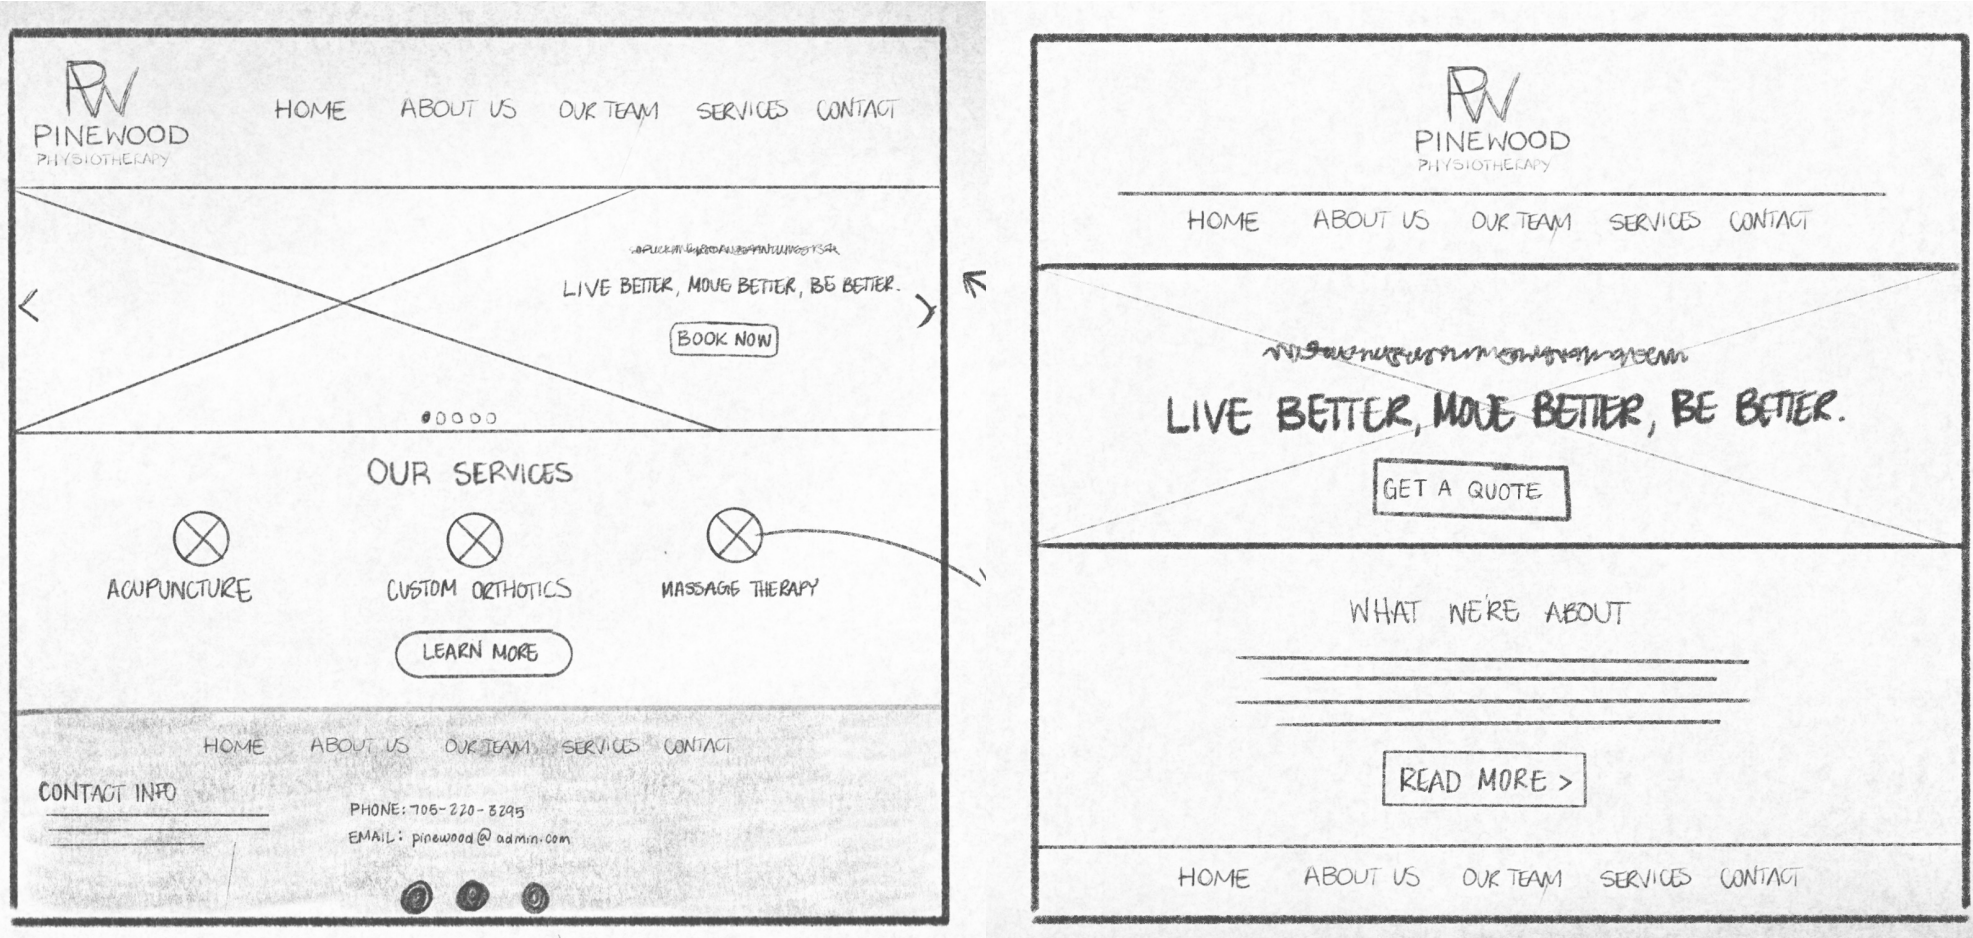 PW
PINEWOOD
PHYSIOTHERAPY
HOME ABOUT US OUR TEAM SERVICES CONTACT
LIVE BETTER, MOVE BETTER, BE BETTER.
BOOK NOW
OUR SERVICES
ACUPUNCTURE CUSTOM ORTHOTICS MASSAGE THERAPY
LEARN MORE
HOME ABOUT US OUR TEAM SERVICES CONTACT
CONTACT INFO
PHONE: 705-220-3295
EMAIL: pinewood@admin.com
PW
PINEWOOD
PHYSIOTHERAPY
HOME ABOUT US OUR TEAM SERVICES CONTACT
LIVE BETTER, MOVE BETTER, BE BETTER.
GET A QUOTE
WHAT WE'RE ABOUT
READ MORE >
HOME ABOUT US OUR TEAM SERVICES CONTACT